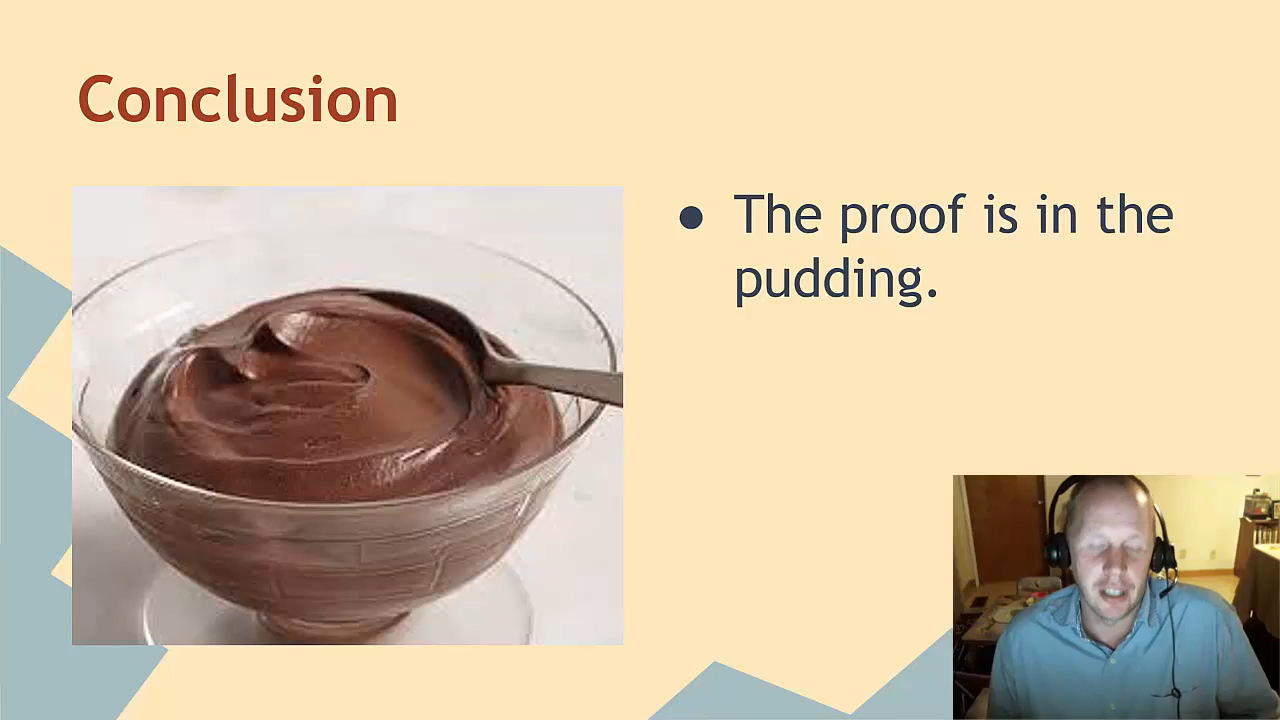 Conclusion
● The proof is in the
pudding.